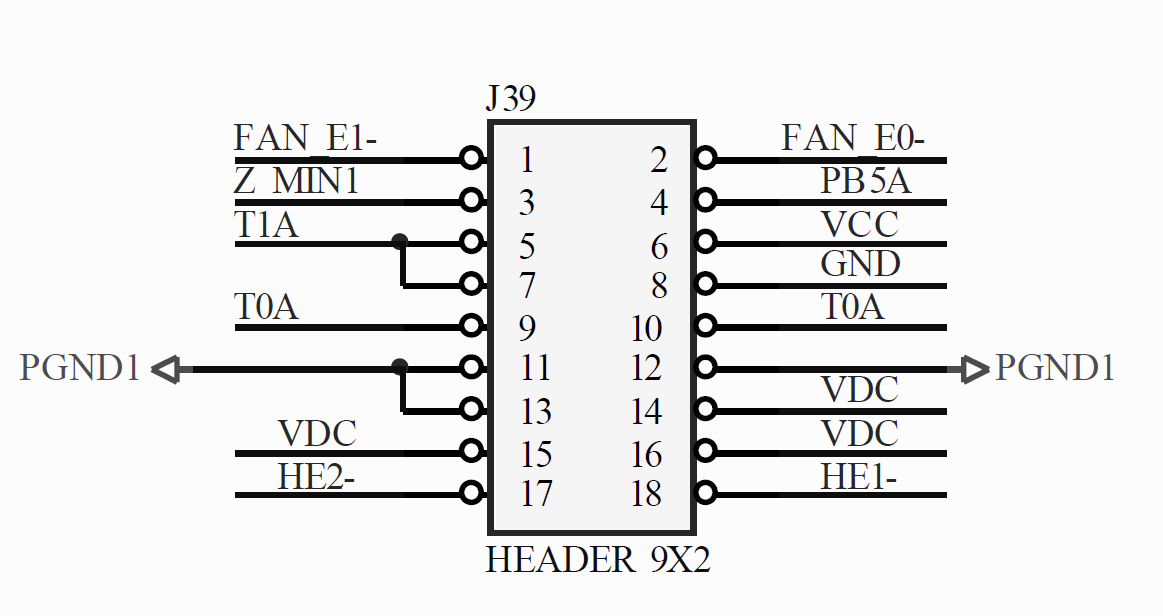 J39
FAN_E1- 1 2 FAN_E0-
Z_MIN1 3 4 PB5A
T1A 5 6 VCC
7 8 GND
T0A 9 10 T0A
PGND1 11 12 PGND1
13 14 VDC
VDC 15 16 VDC
HE2- 17 18 HE1-
HEADER 9X2